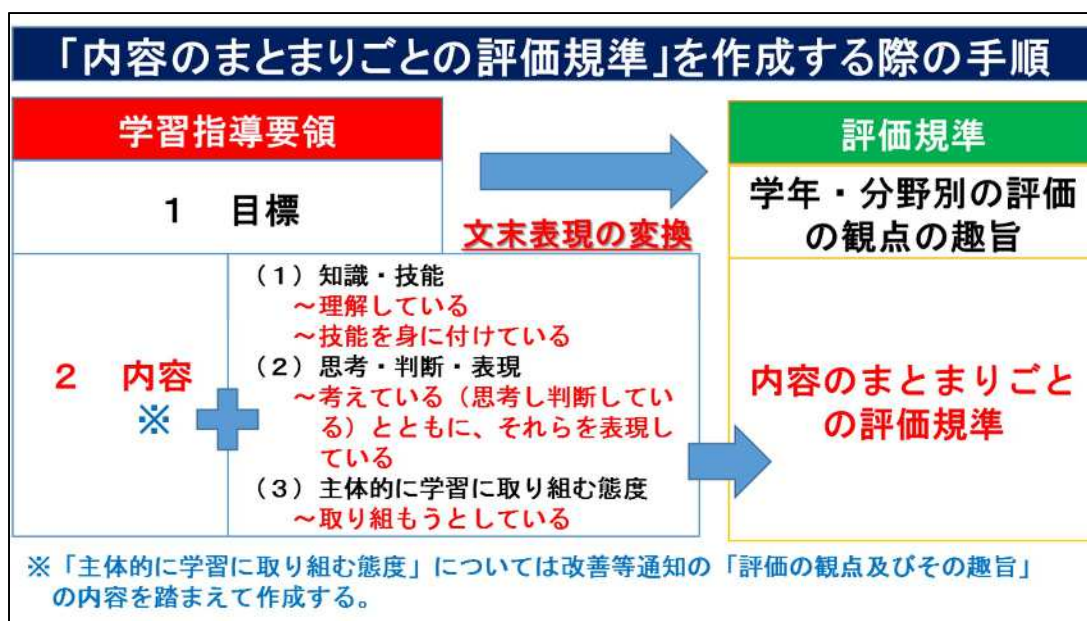 「内容のまとまりごとの評価規準」を作成する際の手順
学習指導要領
1 目標
文末表現の変換
評価規準
学年・分野別の評価
の観点の趣旨
2 内容
※
（1）知識・技能
～理解している
～技能を身に付けている
（2）思考・判断・表現
～考えている（思考し判断してい
る）とともに、それらを表現し
ている
（3）主体的に学習に取り組む態度
～取り組もうとしている
内容のまとまりごと
の評価規準
※「主体的に学習に取り組む態度」については改善等通知の「評価の観点及びその趣旨」
の内容を踏まえて作成する。